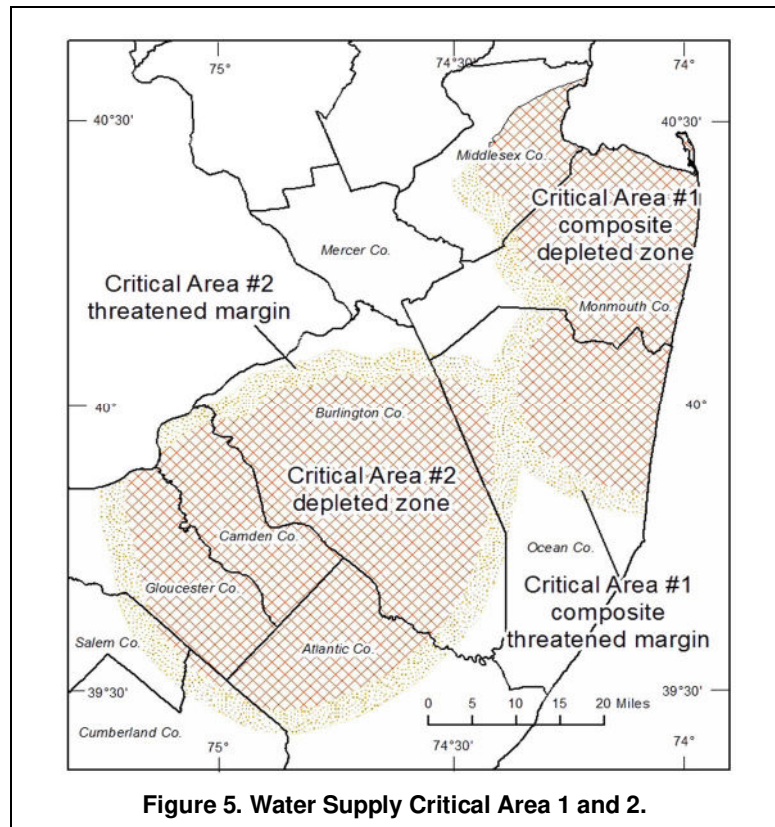 75°
74°30'
74°
40°30'
40°30'
Middlesex Co.
Critical Area #1
composite
depleted zone
Mercer Co.
Critical Area #2
threatened margin
Monmouth Co.
40°
40°
Burlington Co.
Critical Area #2
depleted zone
Camden Co.
Ocean Co.
Gloucester Co.
Critical Area #1
composite
threatened margin
Salem Co.
Atlantic Co.
39°30'
39°30'
0 5 10 15 20 Miles
Cumberland Co.
75°
74°30'
74°
Figure 5. Water Supply Critical Area 1 and 2.